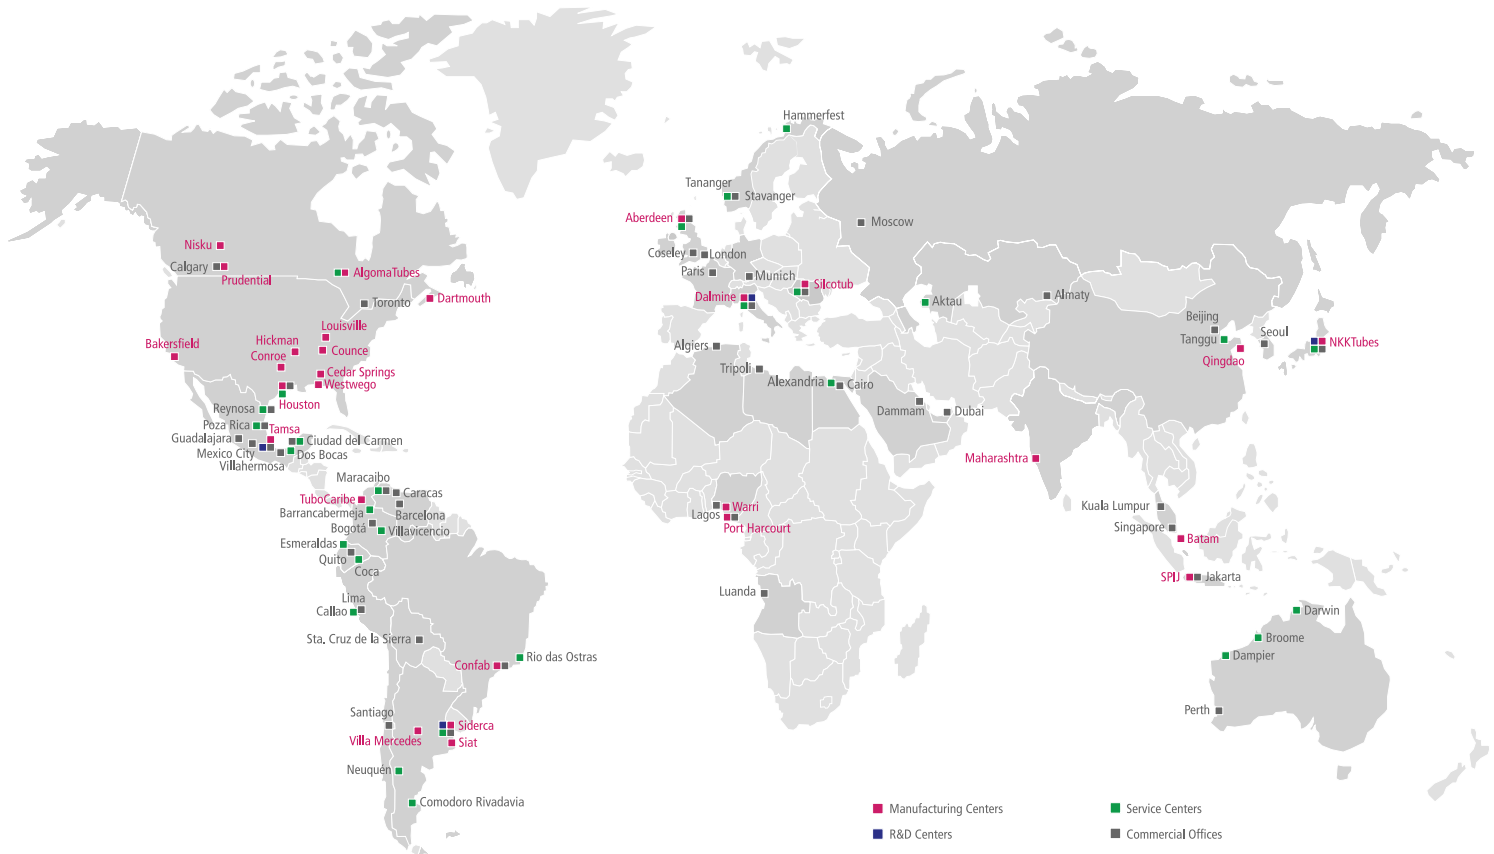 Hammerfest
Tananger
Stavanger
Aberdeen
Moscow
Nisku
Coseley
London
Calgary
Prudential
AlgomaTubes
Paris
Munich
Silcotub
Dartmouth
Toronto
Dalmine
Aktau
Almaty
Louisville
Beijing
Seoul
Bakersfield
Hickman
Tanggu
NKKTubes
Conroe
Counce
Algiers
Qingdao
Cedar Springs
Tripoli
Westwego
Alexandria
Cairo
Houston
Reynosa
Dammam
Dubai
Poza Rica
Tamsa
Guadalajara
Ciudad del Carmen
Mexico City
Dos Bocas
Villahermosa
Maharashtra
Maracaibo
Caracas
TuboCaribe
Barrancabermeja
Barcelona
Lagos
Warri
Kuala Lumpur
Bogotá
Villavicencio
Port Harcourt
Singapore
Esmeraldas
Batam
Quito
Coca
SPIJ
Jakarta
Lima
Luanda
Callao
Darwin
Sta. Cruz de la Sierra
Broome
Rio das Ostras
Dampier
Confab
Santiago
Perth
Siderca
Villa Mercedes
Siat
Neuquén
Comodoro Rivadavia
Manufacturing Centers
Service Centers
R&D Centers
Commercial Offices